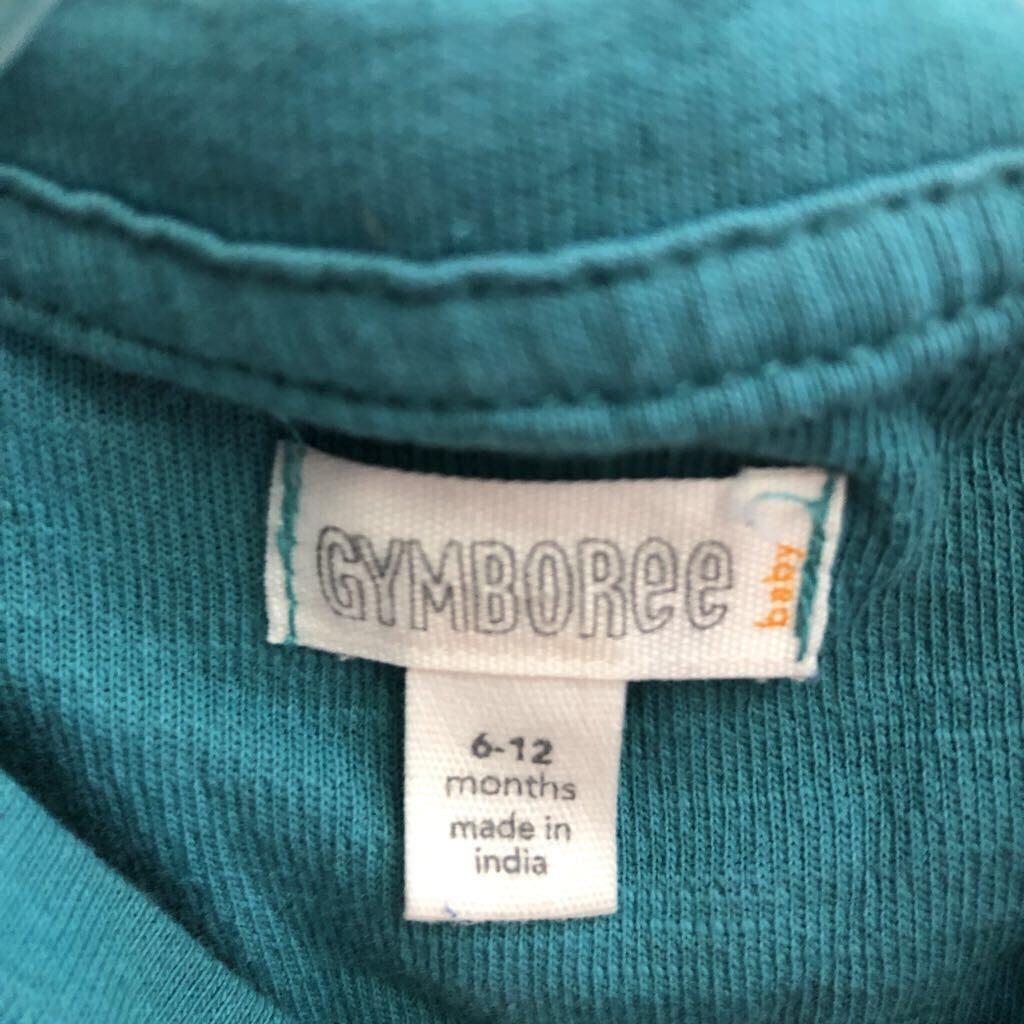 GYMBOREE
baby
6-12
months
made in
india